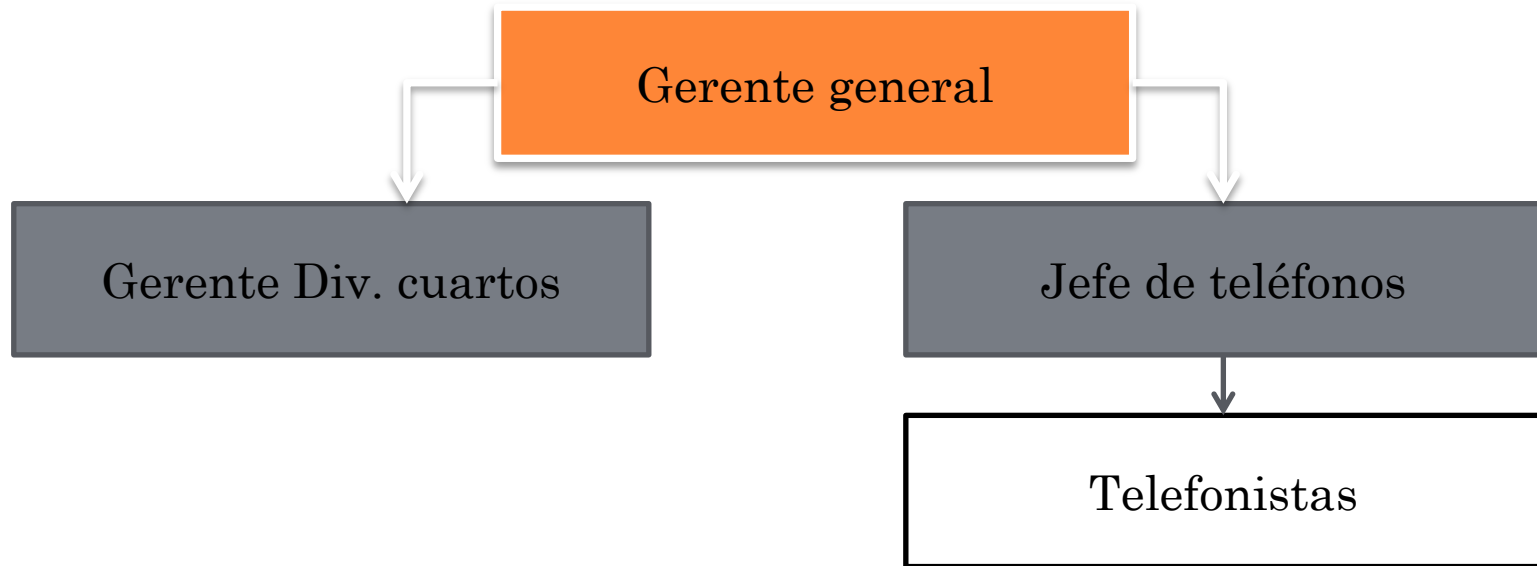 Gerente general
Gerente Div. cuartos
Jefe de teléfonos
Telefonistas